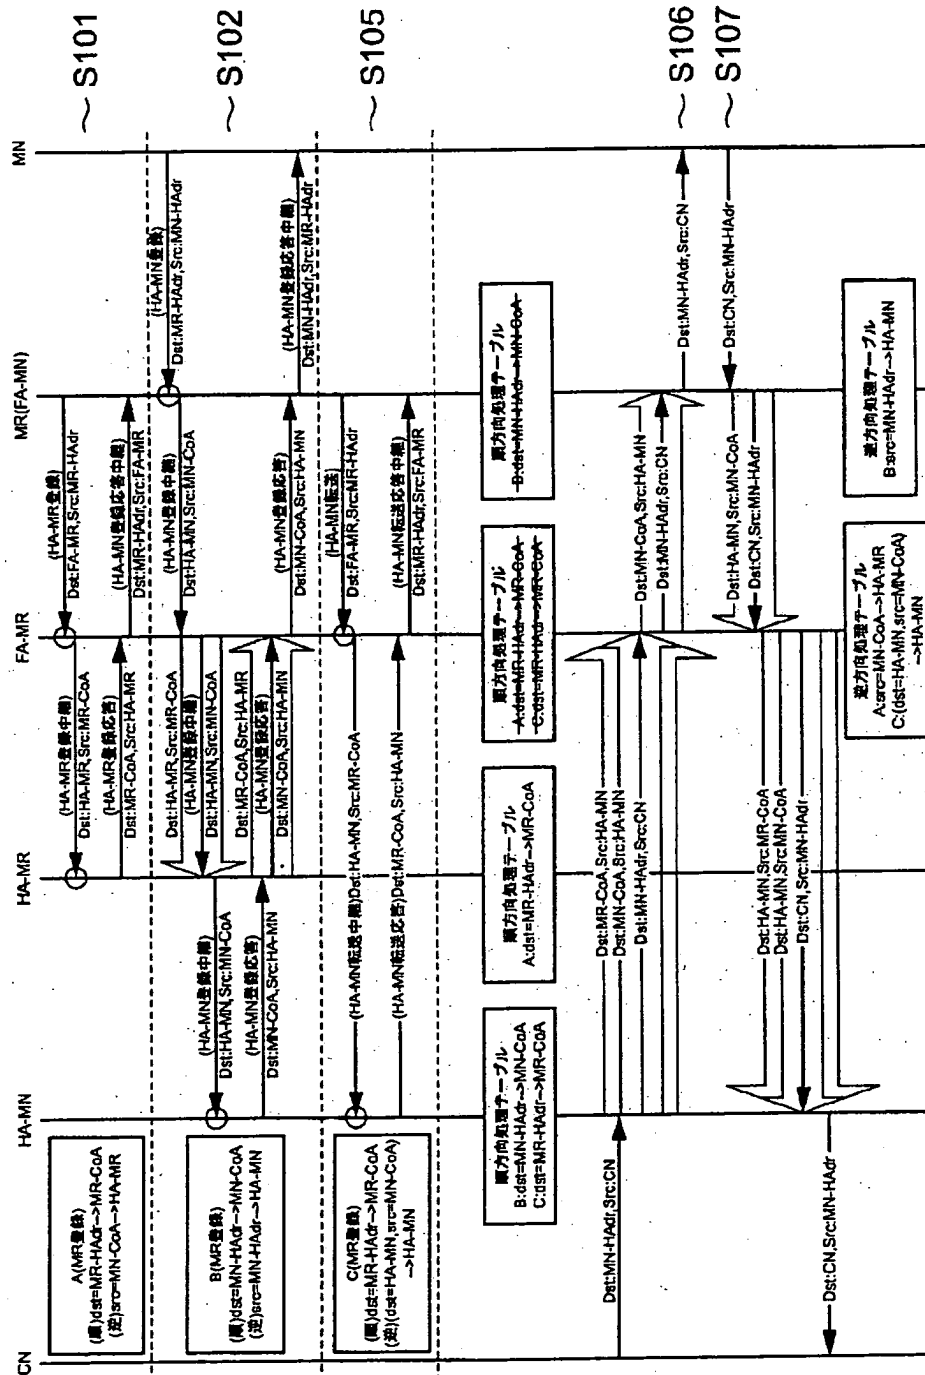 ~ S101
~ S102
~ S105
~ S106
~ S107
MN
MR(FA-MN)
FA-MR
HA-MR
HA-MN
CN
(HA-MR登録)
Dst:FA-MR,Src:MR-HAdr
(HA-MN登録応答中継)
Dst:MR-HAdr,Src:FA-MR
(HA-MR登録中継)
Dst:HA-MR,Src:MR-CoA
(HA-MR登録応答)
Dst:MR-CoA,Src:HA-MR
A(MR登録)
(順)dst=MR-HAdr-->MR-CoA
(逆)src=MN-CoA-->HA-MR
(HA-MN登録)
Dst:MR-HAdr,Src:MN-HAdr
(HA-MN登録応答中継)
Dst:MN-HAdr,Src:MR-HAdr
(HA-MN登録中継)
Dst:HA-MN,Src:MN-CoA
(HA-MN登録応答)
Dst:MN-CoA,Src:HA-MN
Dst:HA-MR,Src:MR-CoA
(HA-MN登録中継)
Dst:HA-MN,Src:MN-CoA
Dst:MR-CoA,Src:HA-MR
(HA-MN登録応答)
Dst:MN-CoA,Src:HA-MN
(HA-MN登録中継)
Dst:HA-MN,Src:MN-CoA
(HA-MN登録応答)
Dst:MN-CoA,Src:HA-MN
B(MR登録)
(順)dst=MN-HAdr-->MN-CoA
(逆)src=MN-HAdr-->HA-MN
(HA-MN転送)
Dst:FA-MR,Src:MR-HAdr
(HA-MN転送応答中継)
Dst:MR-HAdr,Src:FA-MR
(HA-MN転送中継)Dst:HA-MN,Src:MR-CoA
(HA-MN転送応答)Dst:MR-CoA,Src:HA-MN
C(MR登録)
(順)dst=MR-HAdr-->MR-CoA
(逆)(dst=HA-MN,src=MN-CoA)
-->HA-MN
順方向処理テーブル
B:dst=MN-HAdr-->MN-CoA
順方向処理テーブル
A:dst=MR-HAdr-->MR-CoA
C:dst=MR-HAdr-->MR-CoA
順方向処理テーブル
A:dst=MR-HAdr-->MR-CoA
順方向処理テーブル
B:dst=MN-HAdr-->MN-CoA
C:dst=MR-HAdr-->MR-CoA
Dst:MN-HAdr,Src:CN
Dst:MN-CoA,Src:HA-MN
Dst:MN-HAdr,Src:CN
Dst:MR-CoA,Src:HA-MN
Dst:MN-CoA,Src:HA-MN
Dst:MN-HAdr,Src:CN
Dst:MN-HAdr,Src:CN
Dst:CN,Src:MN-HAdr
Dst:HA-MN,Src:MN-CoA
Dst:CN,Src:MN-HAdr
Dst:HA-MN,Src:MR-CoA
Dst:HA-MN,Src:MN-CoA
Dst:CN,Src:MN-HAdr
Dst:CN,Src:MN-HAdr
逆方向処理テーブル
B:src=MN-HAdr-->HA-MN
逆方向処理テーブル
A:src=MN-CoA-->HA-MR
C:(dst=HA-MN,src=MN-CoA)
-->HA-MN